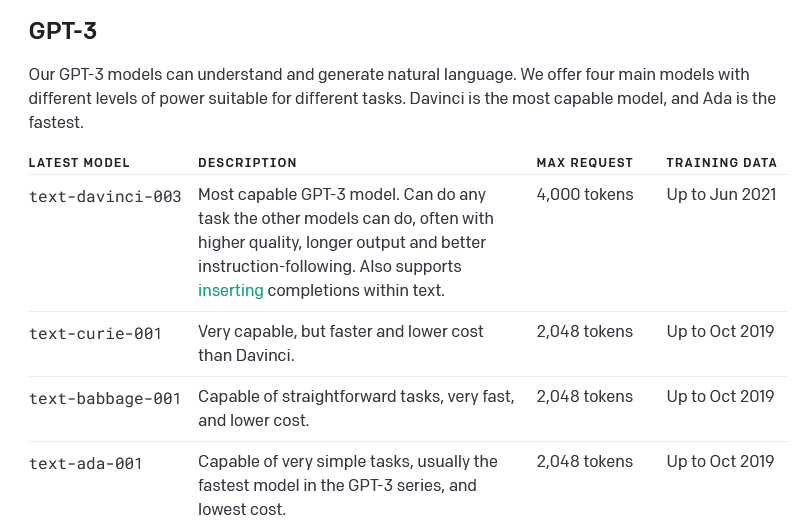 GPT-3
Our GPT-3 models can understand and generate natural language. We offer four main models with
different levels of power suitable for different tasks. Davinci is the most capable model, and Ada is the
fastest.
LATEST MODEL DESCRIPTION MAX REQUEST TRAINING DATA
text-davinci-003 Most capable GPT-3 model. Can do any 4,000 tokens Up to Jun 2021
task the other models can do, often with
higher quality, longer output and better
instruction-following. Also supports
inserting completions within text.
text-curie-001 Very capable, but faster and lower cost 2,048 tokens Up to Oct 2019
than Davinci.
text-babbage-001 Capable of straightforward tasks, very fast, 2,048 tokens Up to Oct 2019
and lower cost.
text-ada-001 Capable of very simple tasks, usually the 2,048 tokens Up to Oct 2019
fastest model in the GPT-3 series, and
lowest cost.